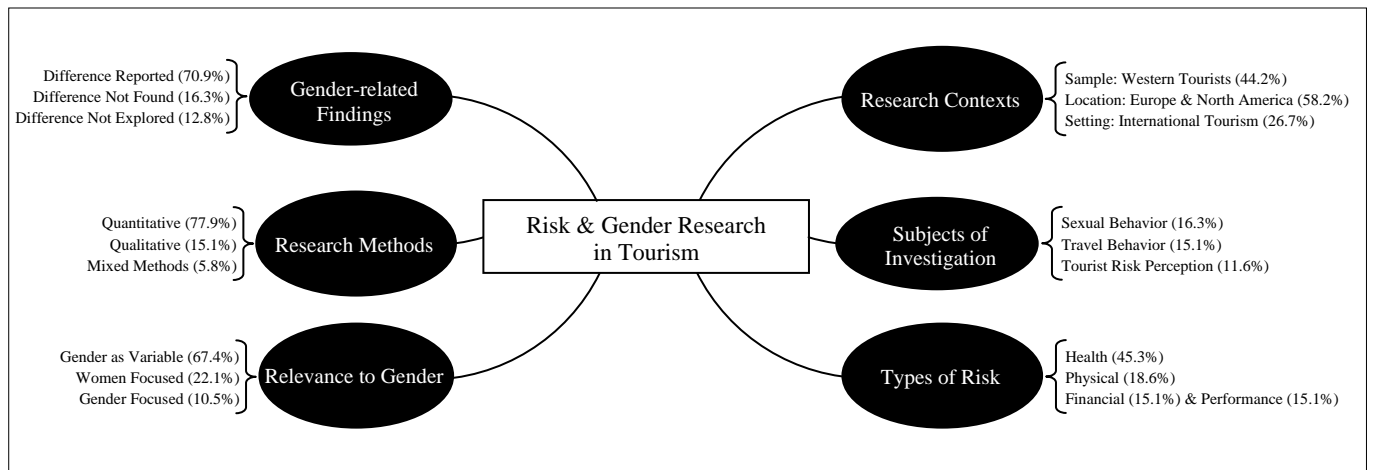 Difference Reported (70.9%)
Difference Not Found (16.3%)
Difference Not Explored (12.8%)
Gender-related
Findings
Quantitative (77.9%)
Qualitative (15.1%)
Mixed Methods (5.8%)
Research Methods
Gender as Variable (67.4%)
Women Focused (22.1%)
Gender Focused (10.5%)
Relevance to Gender
Risk & Gender Research
in Tourism
Research Contexts
Sample: Western Tourists (44.2%)
Location: Europe & North America (58.2%)
Setting: International Tourism (26.7%)
Subjects of
Investigation
Sexual Behavior (16.3%)
Travel Behavior (15.1%)
Tourist Risk Perception (11.6%)
Types of Risk
Health (45.3%)
Physical (18.6%)
Financial (15.1%) & Performance (15.1%)